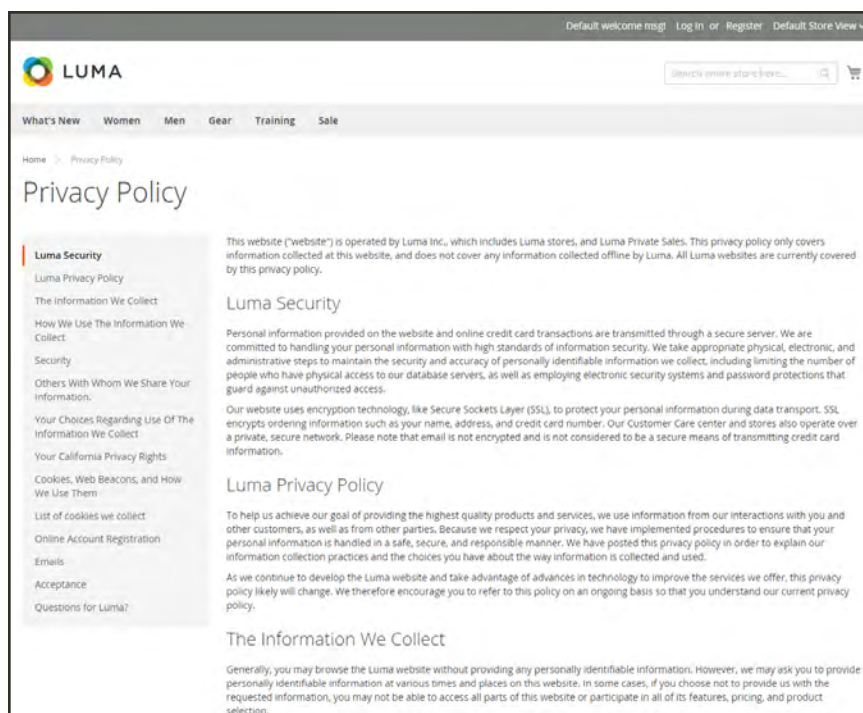 Default welcome msg! Log In or Register Default Store View
LUMA
Search entire store here...
What's New Women Men Gear Training Sale
Home > Privacy Policy
Privacy Policy
Luma Security
Luma Privacy Policy
The Information We Collect
How We Use The Information We
Collect
Security
Others With Whom We Share Your
Information.
Your Choices Regarding Use Of The
Information We Collect
Your California Privacy Rights
Cookies, Web Beacons, and How
We Use Them
List of cookies we collect
Online Account Registration
Emails
Acceptance
Questions for Luma?
This website ("website") is operated by Luma Inc., which includes Luma stores, and Luma Private Sales. This privacy policy only covers
information collected at this website, and does not cover any information collected offline by Luma. All Luma websites are currently covered
by this privacy policy.
Luma Security
Personal information provided on the website and online credit card transactions are transmitted through a secure server. We are
committed to handling your personal information with high standards of information security. We take appropriate physical, electronic, and
administrative steps to maintain the security and accuracy of personally identifiable information we collect, including limiting the number of
people who have physical access to our database servers, as well as employing electronic security systems and password protections that
guard against unauthorized access.
Our website uses encryption technology, like Secure Sockets Layer (SSL), to protect your personal information during data transport. SSL
encrypts ordering information such as your name, address, and credit card number. Our Customer Care center and stores also operate over
a private, secure network. Please note that email is not encrypted and is not considered to be a secure means of transmitting credit card
information.
Luma Privacy Policy
To help us achieve our goal of providing the highest quality products and services, we use information from our interactions with you and
other customers, as well as from other parties. Because we respect your privacy, we have implemented procedures to ensure that your
personal information is handled in a safe, secure, and responsible manner. We have posted this privacy policy in order to explain our
information collection practices and the choices you have about the way information is collected and used.
As we continue to develop the Luma website and take advantage of advances in technology to improve the services we offer, this privacy
policy likely will change. We therefore encourage you to refer to this policy on an ongoing basis so that you understand our current privacy
policy.
The Information We Collect
Generally, you may browse the Luma website without providing any personally identifiable information. However, we may ask you to provide
personally identifiable information at various times and places on this website. In some cases, if you choose not to provide us with the
requested information, you may not be able to access all parts of this website or participate in all of its features, pricing, and product
selection.